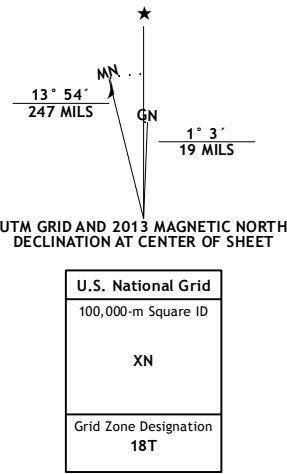 ★
MN
13° 54´
247 MILS
GN
1° 3´
19 MILS
UTM GRID AND 2013 MAGNETIC NORTH
DECLINATION AT CENTER OF SHEET
U.S. National Grid
100,000-m Square ID
XN
Grid Zone Designation
18T